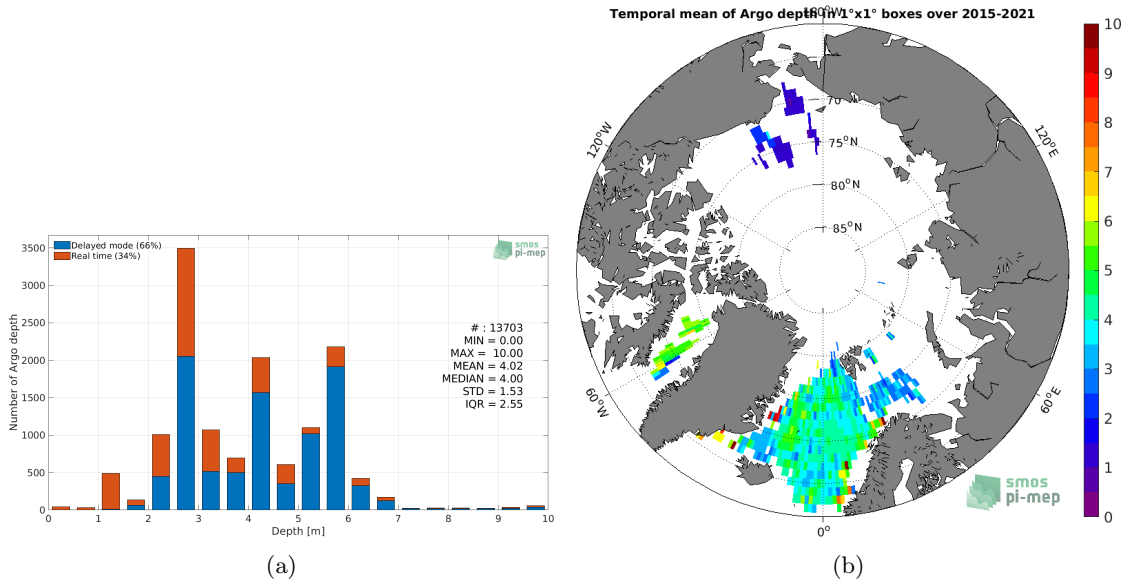 Delayed mode (66%)
Real time (34%)
smos
pi-mep
# : 13703
MIN = 0.00
MAX = 10.00
MEAN = 4.02
MEDIAN = 4.00
STD = 1.53
IQR = 2.55
3500
3000
2500
2000
1500
1000
500
0
0 1 2 3 4 5 6 7 8 9 10
Number of Argo depth
Depth [m]
(a)
Temporal mean of Argo depth in 1°x1° boxes over 2015-2021
180°W
120°W
120°E
70
75°N
80°N
85°N
60°W
60°E
0°
smos
pi-mep
10
9
8
7
6
5
4
3
2
1
0
(b)